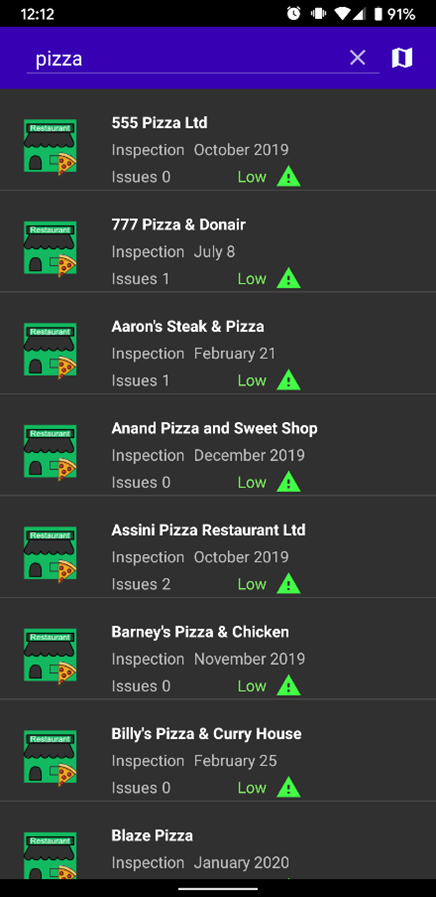 12:12 91%
pizza
555 Pizza Ltd
Restaurant
Inspection October 2019
Issues 0 Low
777 Pizza & Donair
Restaurant
Inspection July 8
Issues 1 Low
Aaron's Steak & Pizza
Restaurant
Inspection February 21
Issues 1 Low
Anand Pizza and Sweet Shop
Restaurant
Inspection December 2019
Issues 0 Low
Assini Pizza Restaurant Ltd
Restaurant
Inspection October 2019
Issues 2 Low
Barney's Pizza & Chicken
Restaurant
Inspection November 2019
Issues 0 Low
Billy's Pizza & Curry House
Restaurant
Inspection February 25
Issues 0 Low
Blaze Pizza
Restaurant
Inspection January 2020